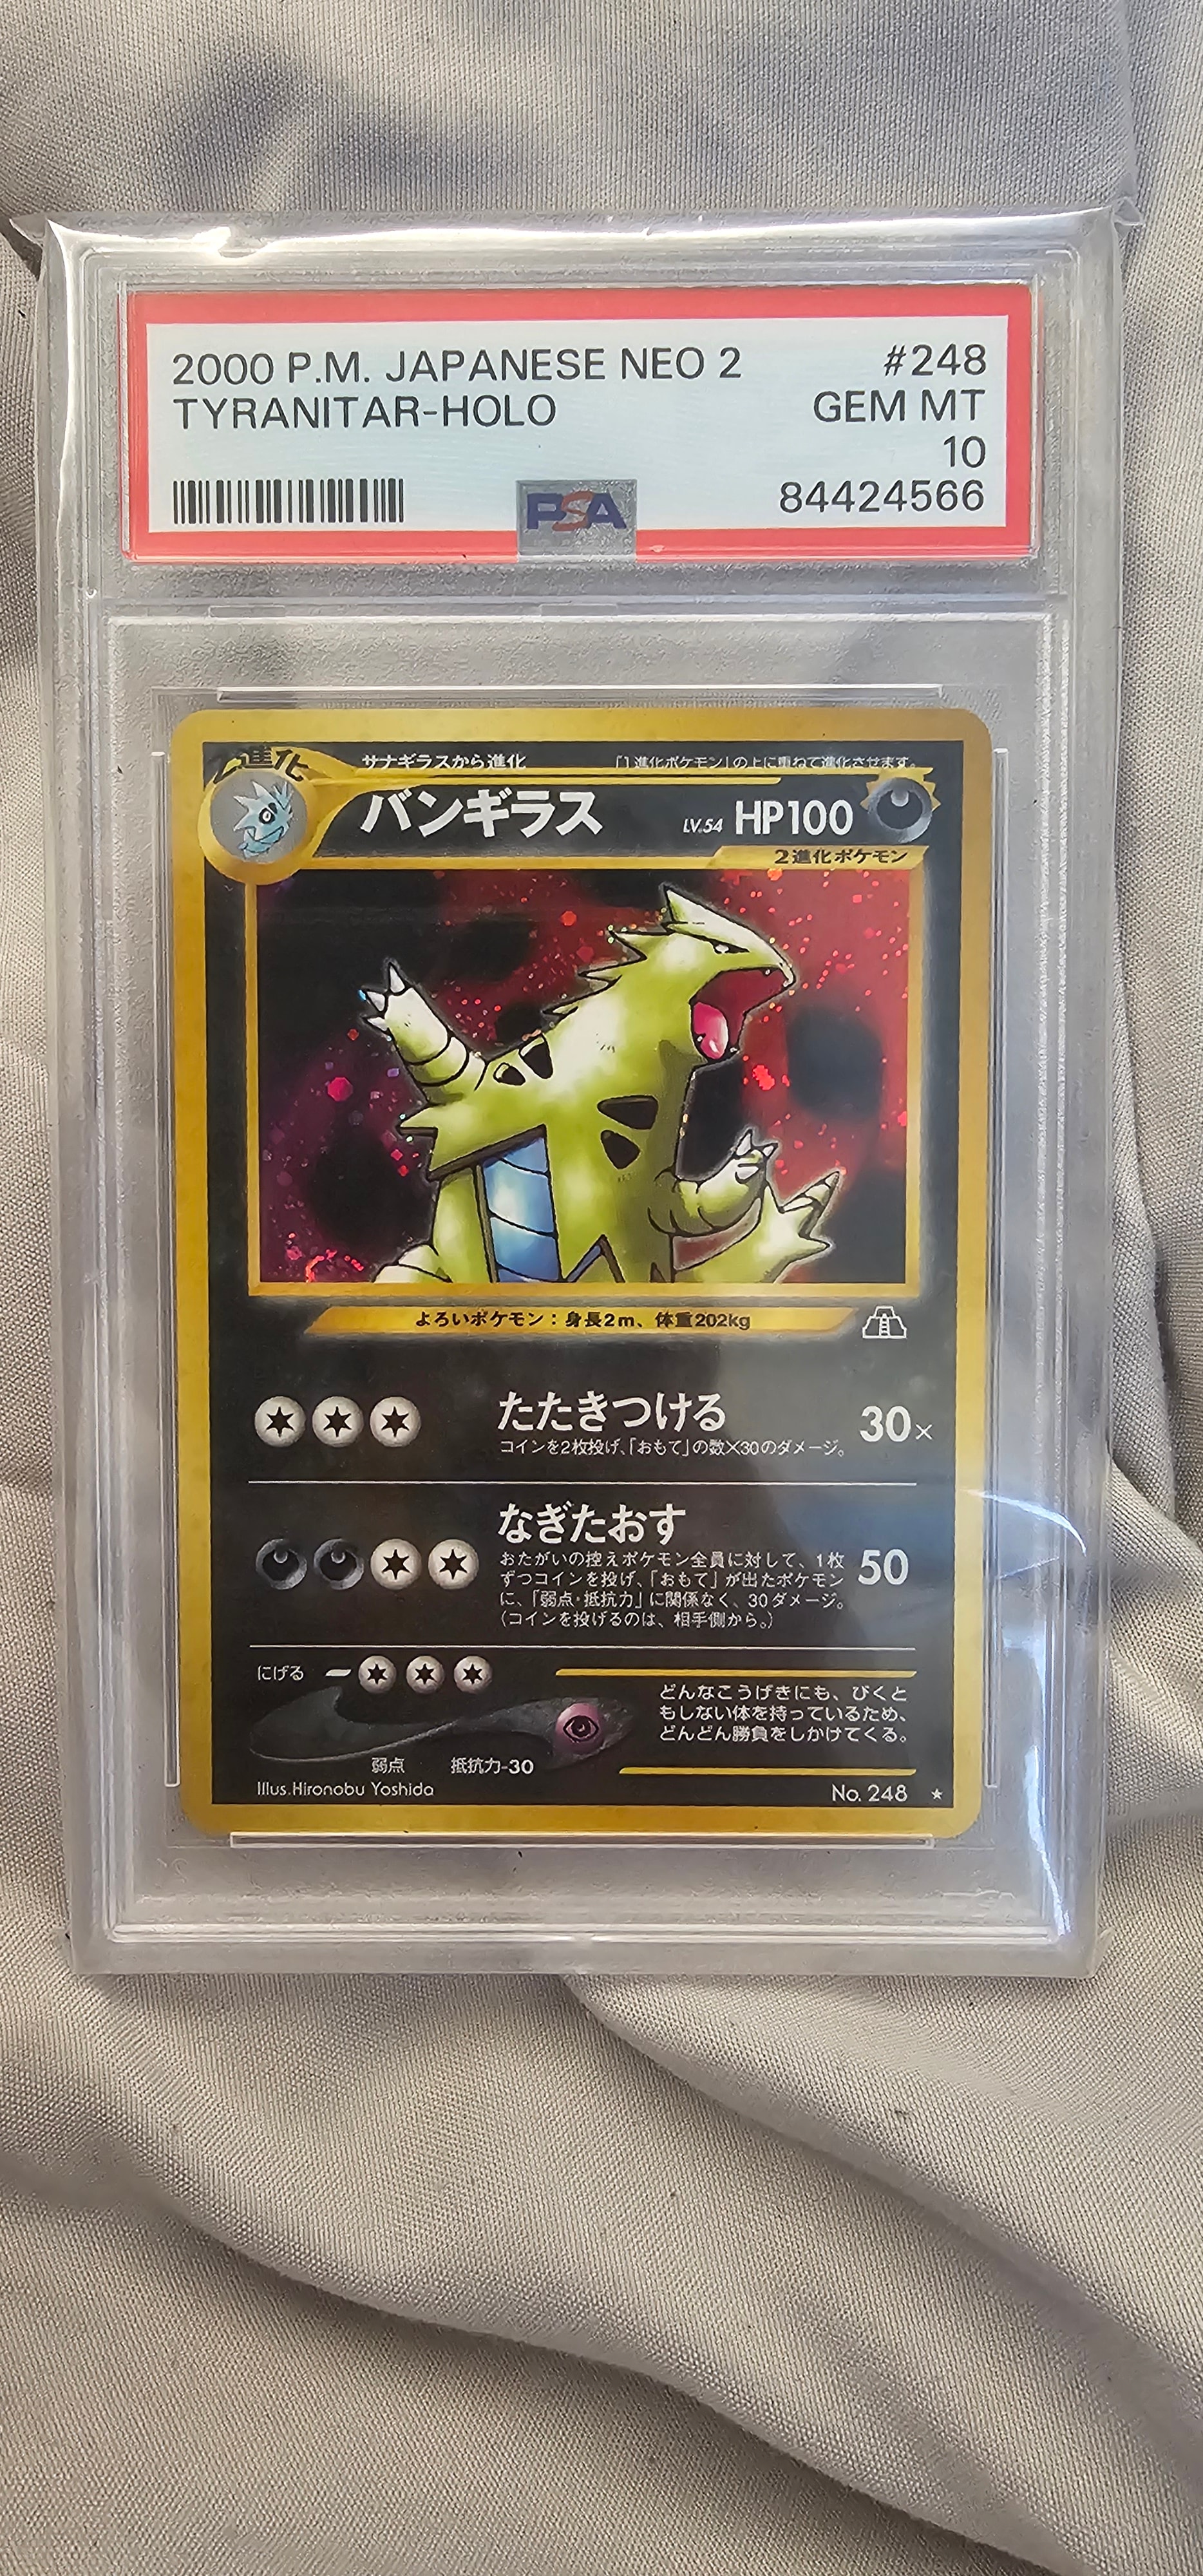 2000 P.M. JAPANESE NEO 2 #248
TYRANITAR-HOLO GEM MT
10
PSA 84424566
2進化 サナギラスから進化 「1進化ポケモン」の上に重ねて進化させます。
バンギラス LV.54 HP100
2進化ポケモン
よろいポケモン：身長2m、体重202kg
たたきつける 30×
コインを2枚投げ、「おもて」の数×30のダメージ。
なぎたおす
おたがいの控えポケモン全員に対して、1枚
ずつコインを投げ、「おもて」が出たポケモン 50
に、「弱点・抵抗力」に関係なく、30ダメージ。
（コインを投げるのは、相手側から。）
にげる
どんなこうげきにも、びくと
もしない体を持っているため、
どんどん勝負をしかけてくる。
弱点 抵抗力-30
Illus.Hironobu Yoshida No. 248 ★